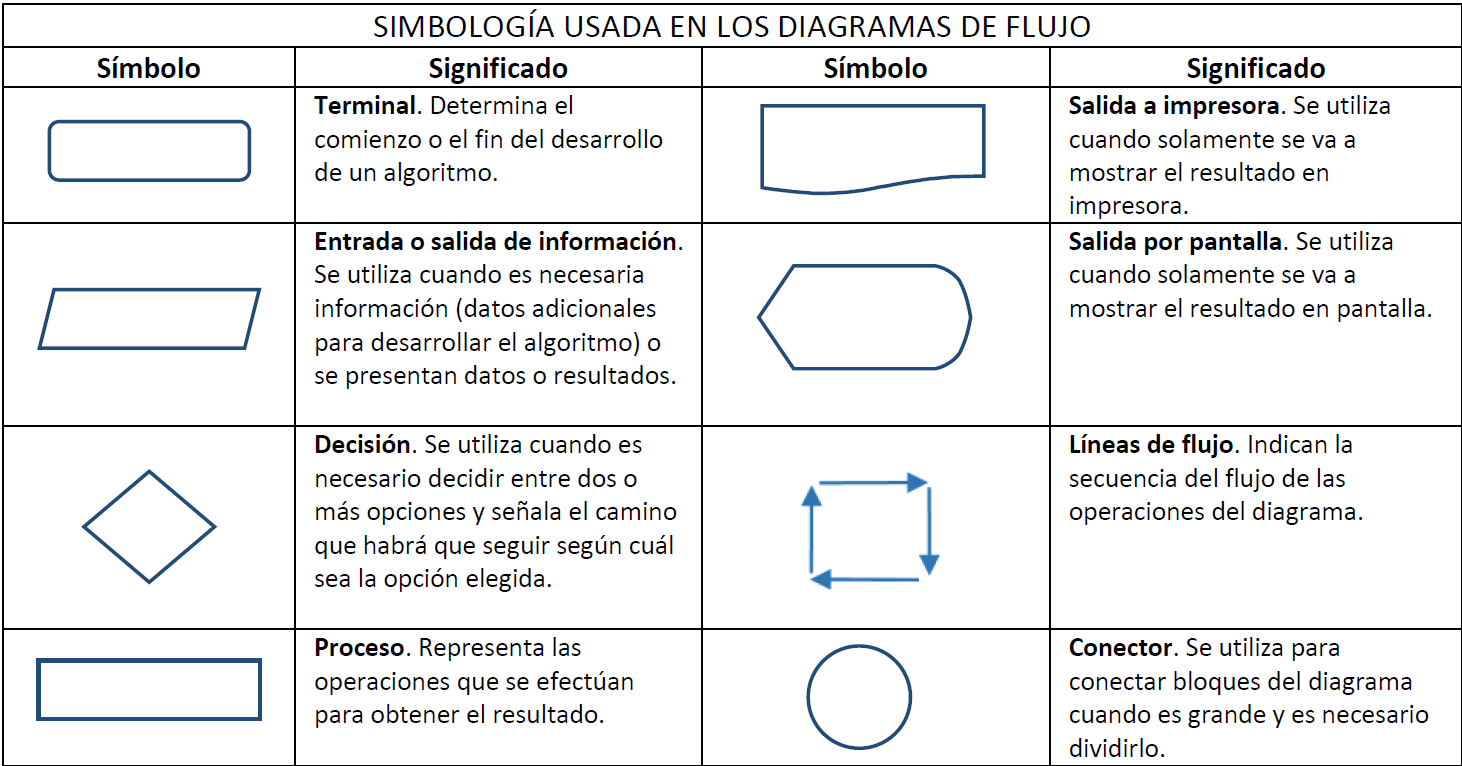 SIMBOLOGÍA USADA EN LOS DIAGRAMAS DE FLUJO
Símbolo
Significado
Símbolo
Significado
Terminal. Determina el
comienzo o el fin del desarrollo
de un algoritmo.
Salida a impresora. Se utiliza
cuando solamente se va a
mostrar el resultado en
impresora.
Entrada o salida de información.
Se utiliza cuando es necesaria
información (datos adicionales
para desarrollar el algoritmo) o
se presentan datos o resultados.
Salida por pantalla. Se utiliza
cuando solamente se va a
mostrar el resultado en pantalla.
Decisión. Se utiliza cuando es
necesario decidir entre dos o
más opciones y señala el camino
que habrá que seguir según cuál
sea la opción elegida.
Líneas de flujo. Indican la
secuencia del flujo de las
operaciones del diagrama.
Proceso. Representa las
operaciones que se efectúan
para obtener el resultado.
Conector. Se utiliza para
conectar bloques del diagrama
cuando es grande y es necesario
dividirlo.